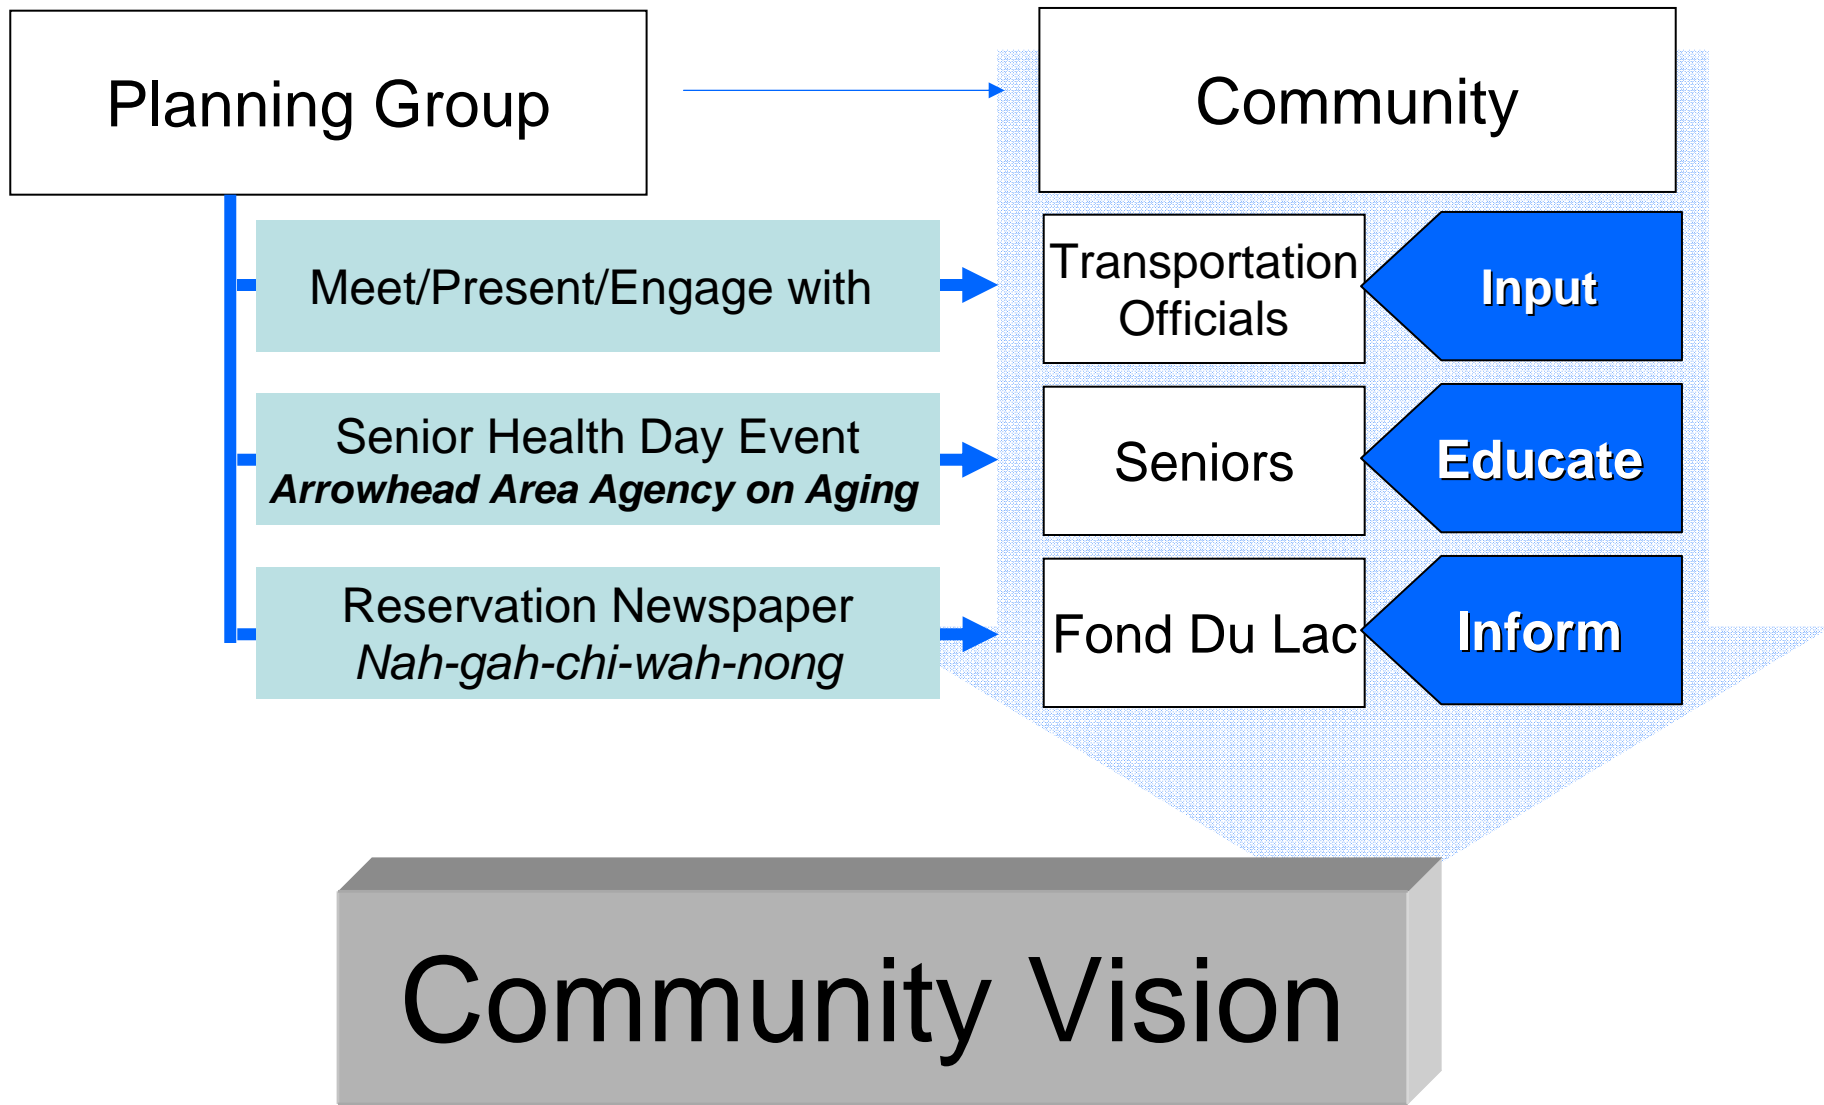 Planning Group
Community
Meet/Present/Engage with
Transportation
Officials
Input
Senior Health Day Event
Arrowhead Area Agency on Aging
Seniors
Educate
Reservation Newspaper
Nah-gah-chi-wah-nong
Fond Du Lac
Inform
Community Vision